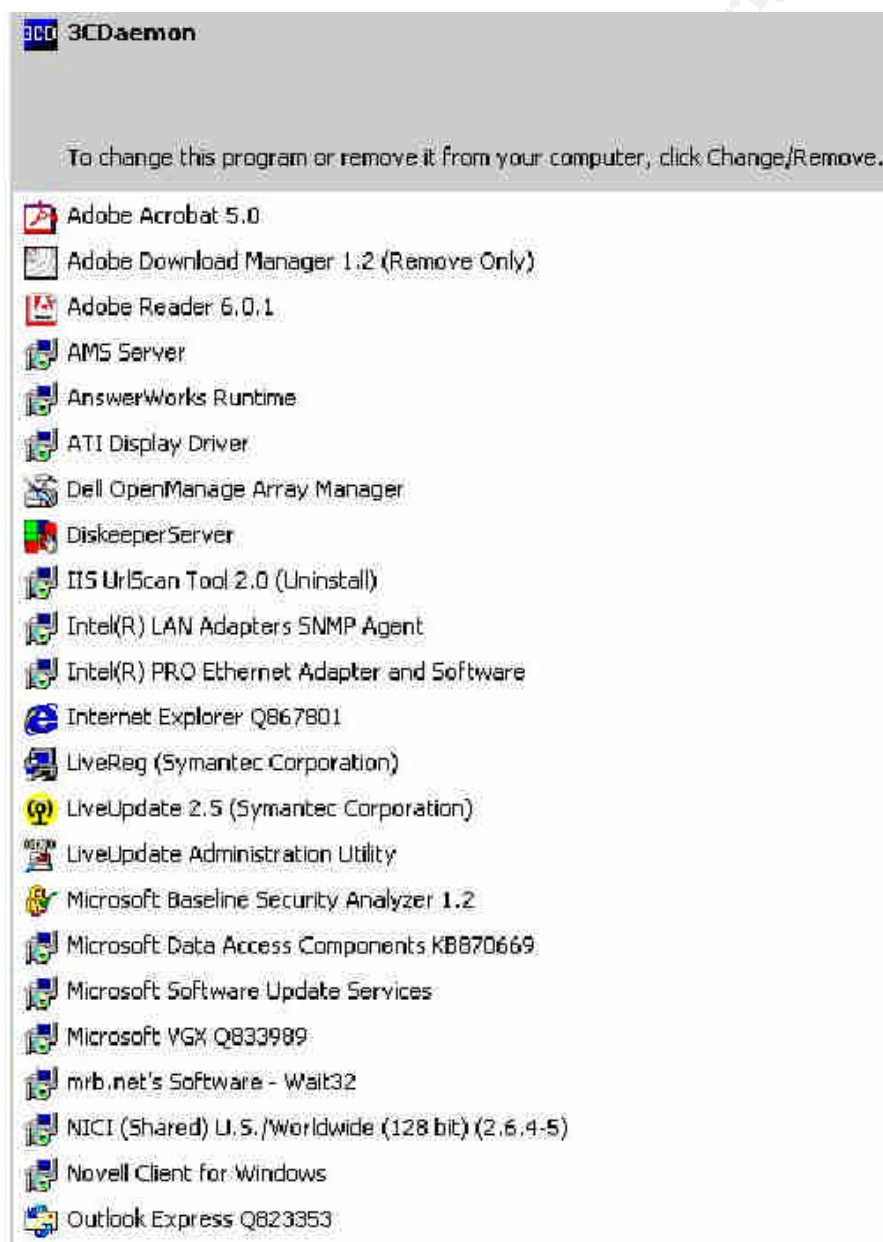 3CD 3CDaemon
To change this program or remove it from your computer, click Change/Remove.
Adobe Acrobat 5.0
Adobe Download Manager 1.2 (Remove Only)
Adobe Reader 6.0.1
AMS Server
AnswerWorks Runtime
ATI Display Driver
Dell OpenManage Array Manager
DiskeeperServer
IIS UrlScan Tool 2.0 (Uninstall)
Intel(R) LAN Adapters SNMP Agent
Intel(R) PRO Ethernet Adapter and Software
Internet Explorer Q867801
LiveReg (Symantec Corporation)
LiveUpdate 2.5 (Symantec Corporation)
LiveUpdate Administration Utility
Microsoft Baseline Security Analyzer 1.2
Microsoft Data Access Components KB870669
Microsoft Software Update Services
Microsoft VGX Q833989
mrb.net's Software - Wait32
NICI (Shared) U.S./Worldwide (128 bit) (2.6.4-5)
Novell Client for Windows
Outlook Express Q823353